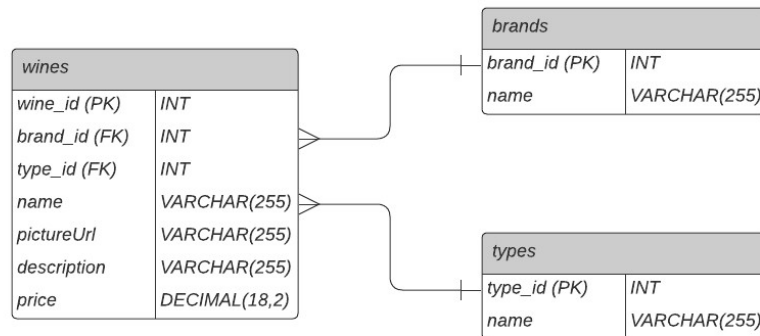 wines
wine_id (PK) INT
brand_id (FK) INT
type_id (FK) INT
name VARCHAR(255)
pictureUrl VARCHAR(255)
description VARCHAR(255)
price DECIMAL(18,2)
brands
brand_id (PK) INT
name VARCHAR(255)
types
type_id (PK) INT
name VARCHAR(255)